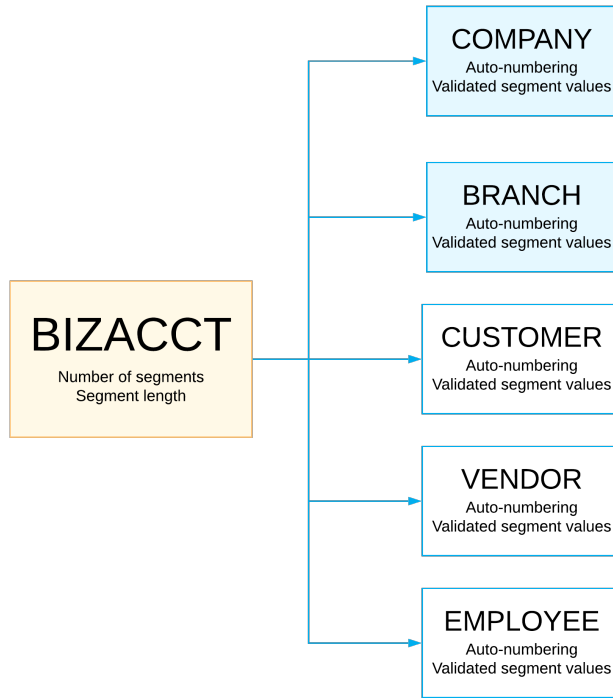 COMPANY
Auto-numbering
Validated segment values
BRANCH
Auto-numbering
Validated segment values
BIZACCT
Number of segments
Segment length
CUSTOMER
Auto-numbering
Validated segment values
VENDOR
Auto-numbering
Validated segment values
EMPLOYEE
Auto-numbering
Validated segment values